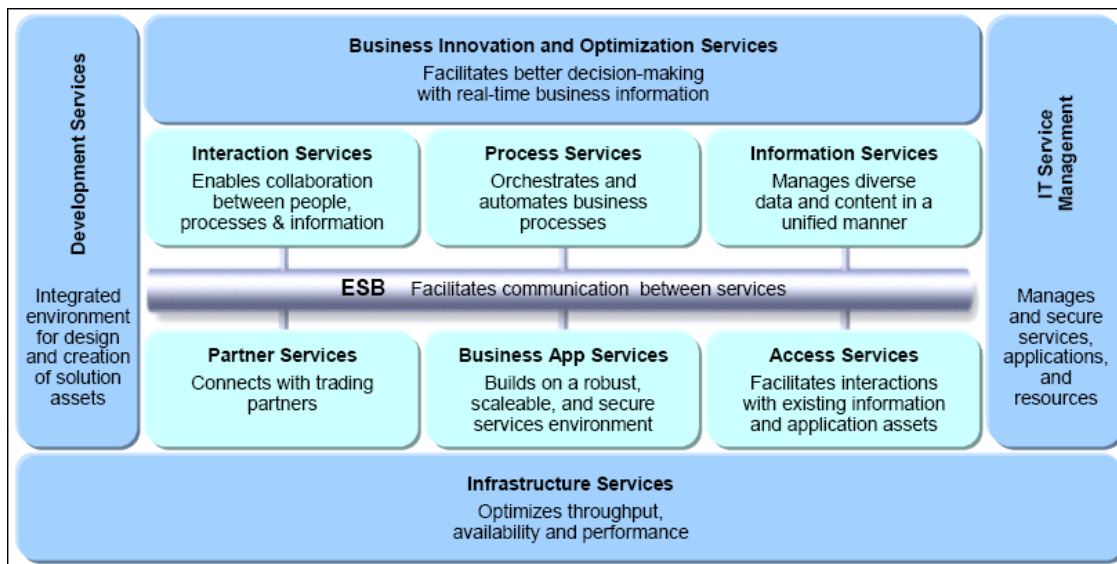 Development Services
Integrated
environment
for design
and creation
of solution
assets
Business Innovation and Optimization Services
Facilitates better decision-making
with real-time business information
Interaction Services
Enables collaboration
between people,
processes & information
Process Services
Orchestrates and
automates business
processes
Information Services
Manages diverse
data and content in a
unified manner
ESB Facilitates communication between services
Partner Services
Connects with trading
partners
Business App Services
Builds on a robust,
scaleable, and secure
services environment
Access Services
Facilitates interactions
with existing information
and application assets
IT Service
Management
Manages
and secure
services,
applications,
and
resources
Infrastructure Services
Optimizes throughput,
availability and performance